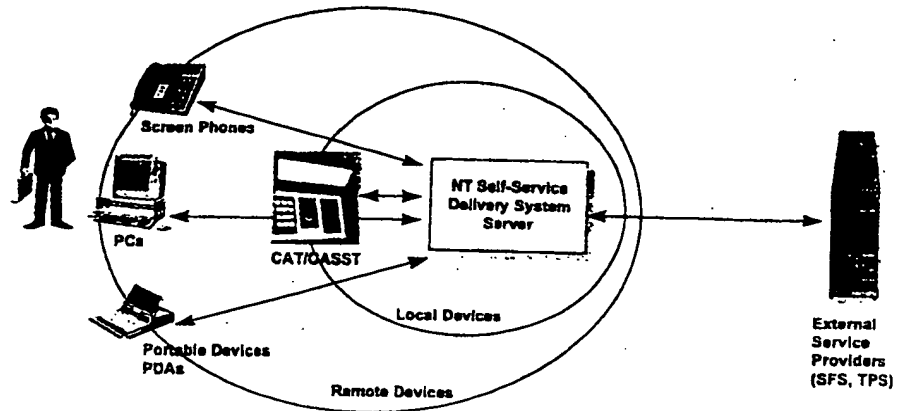 Screen Phones
NT Self-Service
Delivery System
Server
PCs
CAT/OASST
Local Devices
Portable Devices
PDAs
Remote Devices
External
Service
Providers
(SFS, TPS)